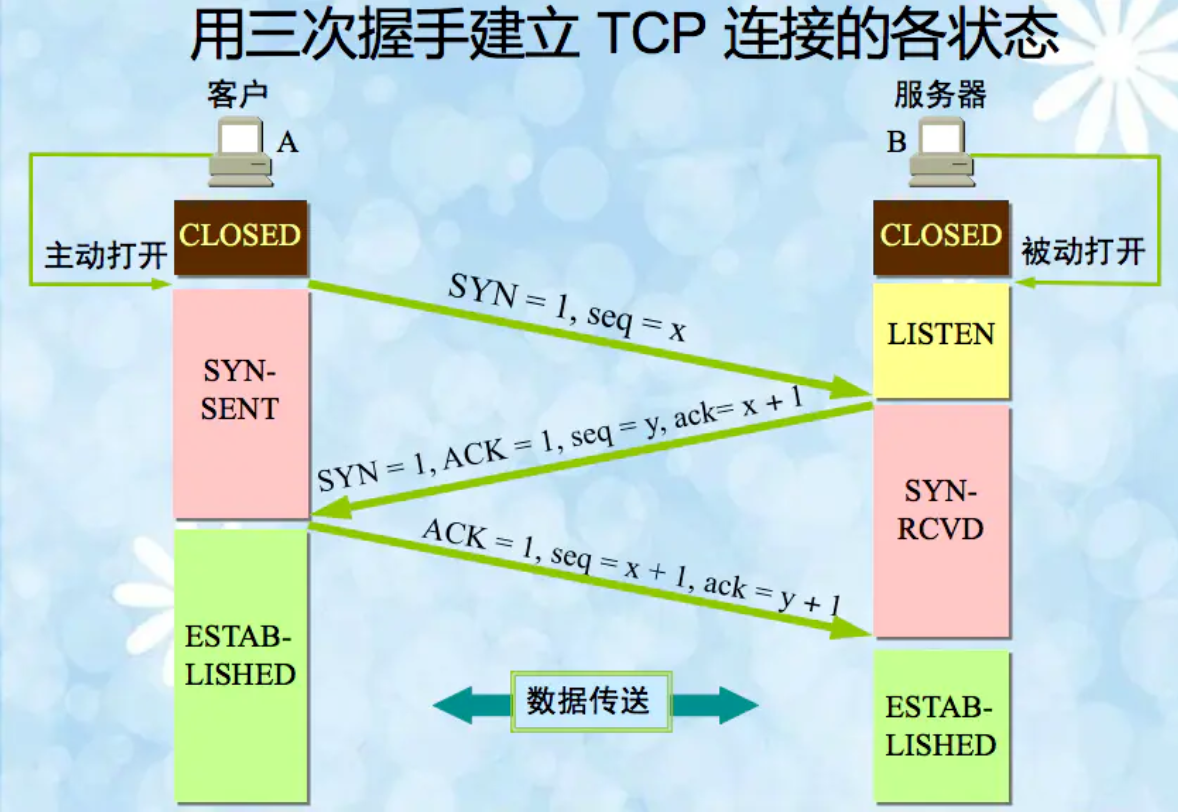 用三次握手建立 TCP 连接的各状态
客户
服务器
A
B
CLOSED
CLOSED
主动打开
被动打开
SYN = 1, seq = x
LISTEN
SYN-
SENT
SYN = 1, ACK = 1, seq = y, ack= x + 1
SYN-
RCVD
ACK = 1, seq = x + 1, ack = y + 1
ESTAB-
LISHED
数据传送
ESTAB-
LISHED